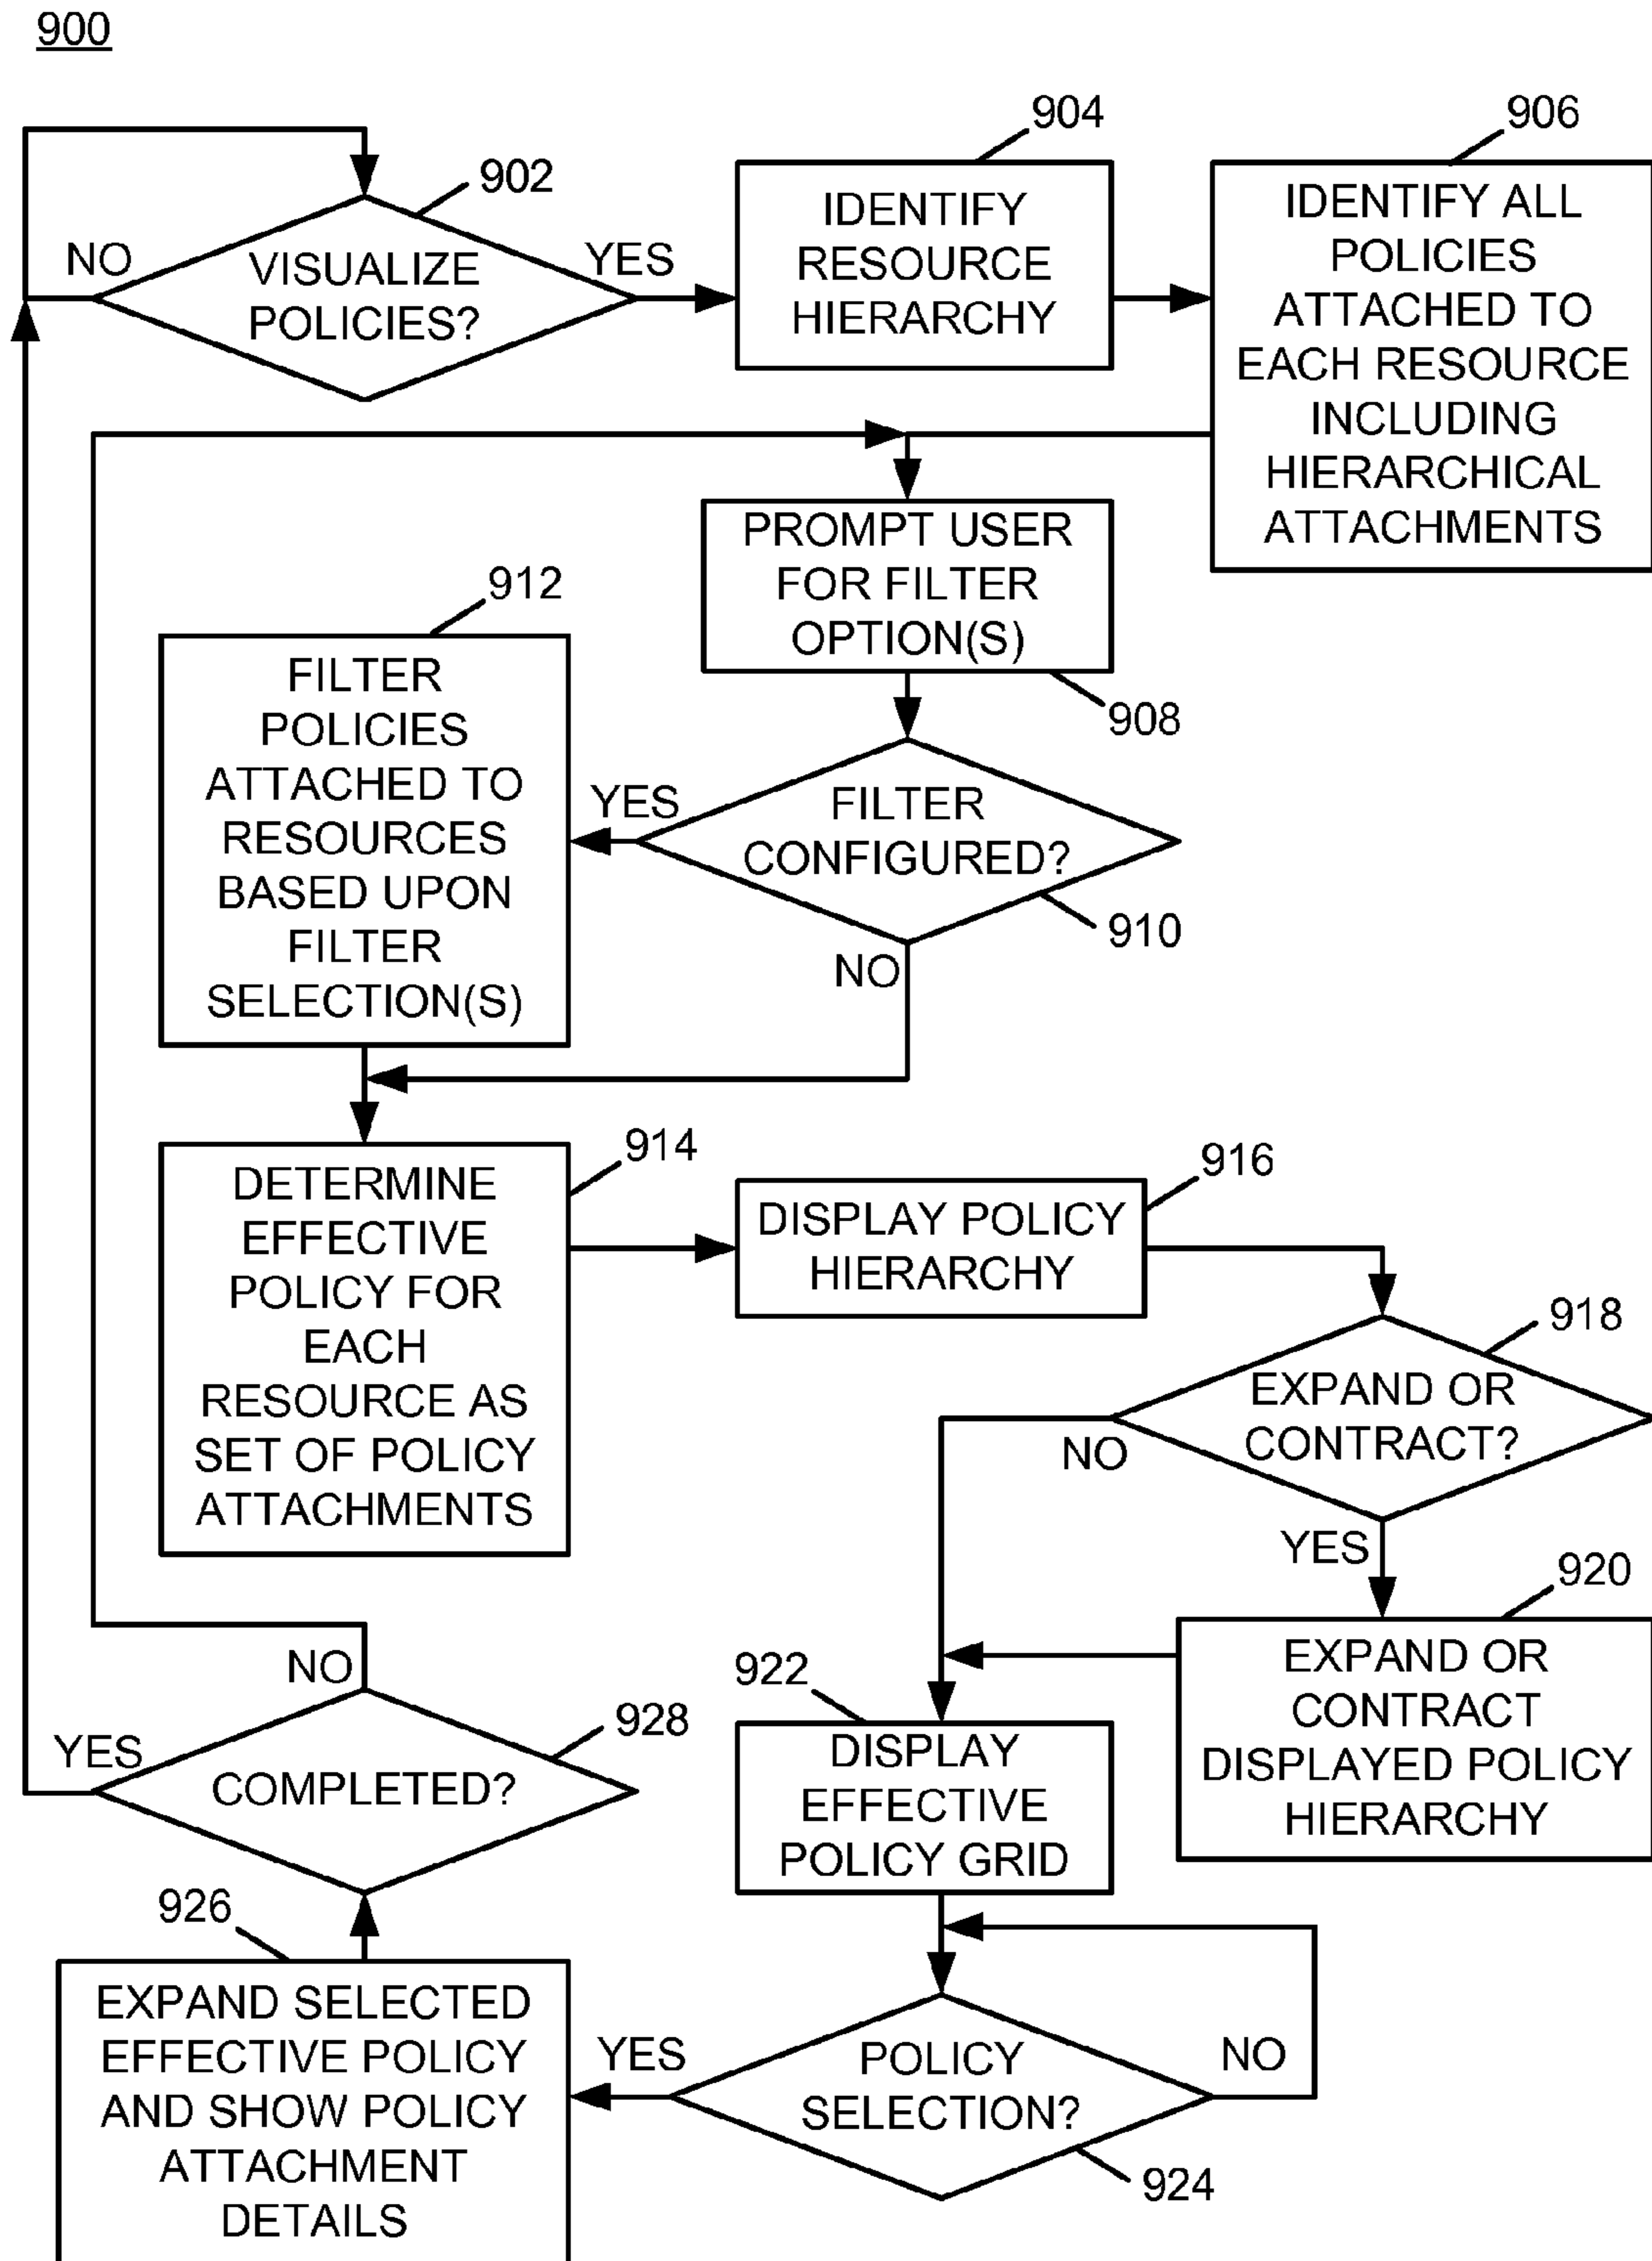 900
902
NO
VISUALIZE
POLICIES?
YES
904
IDENTIFY
RESOURCE
HIERARCHY
906
IDENTIFY ALL
POLICIES
ATTACHED TO
EACH RESOURCE
INCLUDING
HIERARCHICAL
ATTACHMENTS
PROMPT USER
FOR FILTER
OPTION(S)
908
912
FILTER
POLICIES
ATTACHED TO
RESOURCES
BASED UPON
FILTER
SELECTION(S)
YES
FILTER
CONFIGURED?
910
NO
914
DETERMINE
EFFECTIVE
POLICY FOR
EACH
RESOURCE AS
SET OF POLICY
ATTACHMENTS
916
DISPLAY POLICY
HIERARCHY
918
EXPAND OR
CONTRACT?
NO
YES
920
EXPAND OR
CONTRACT
DISPLAYED POLICY
HIERARCHY
922
DISPLAY
EFFECTIVE
POLICY GRID
POLICY
SELECTION?
NO
YES
924
926
EXPAND SELECTED
EFFECTIVE POLICY
AND SHOW POLICY
ATTACHMENT
DETAILS
928
COMPLETED?
NO
YES